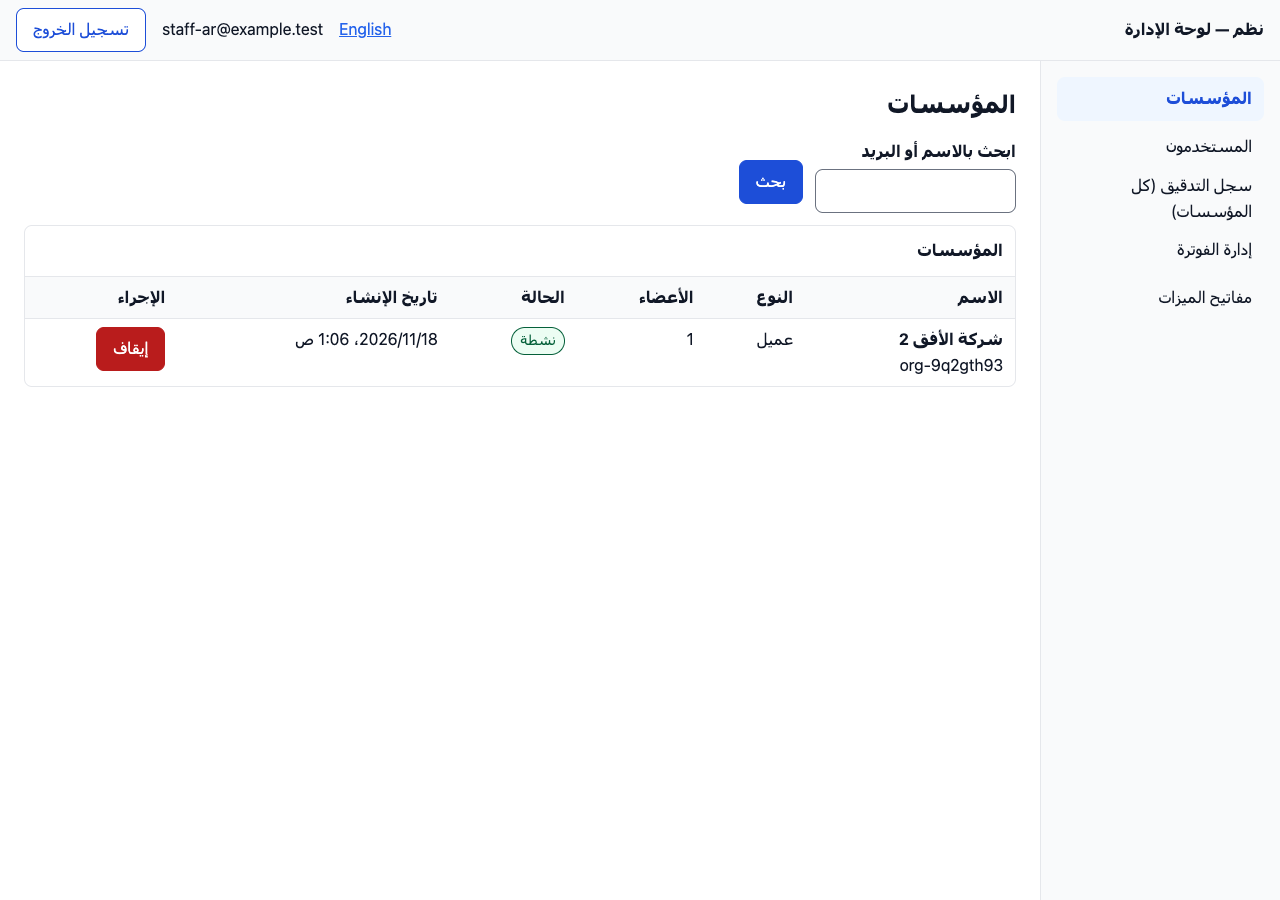 نظم — لوحة الإدارة
English
staff-ar@example.test
تسجيل الخروج
المؤسسات
المستخدمون
سجل التدقيق (كل
المؤسسات)
إدارة الفوترة
مفاتيح الميزات
المؤسسات
ابحث بالاسم أو البريد
بحث
المؤسسات
الاسم النوع الأعضاء الحالة تاريخ الإنشاء الإجراء
شركة الأفق 2 عميل 1 نشطة 2026/11/18، 1:06 ص إيقاف
org-9q2gth93